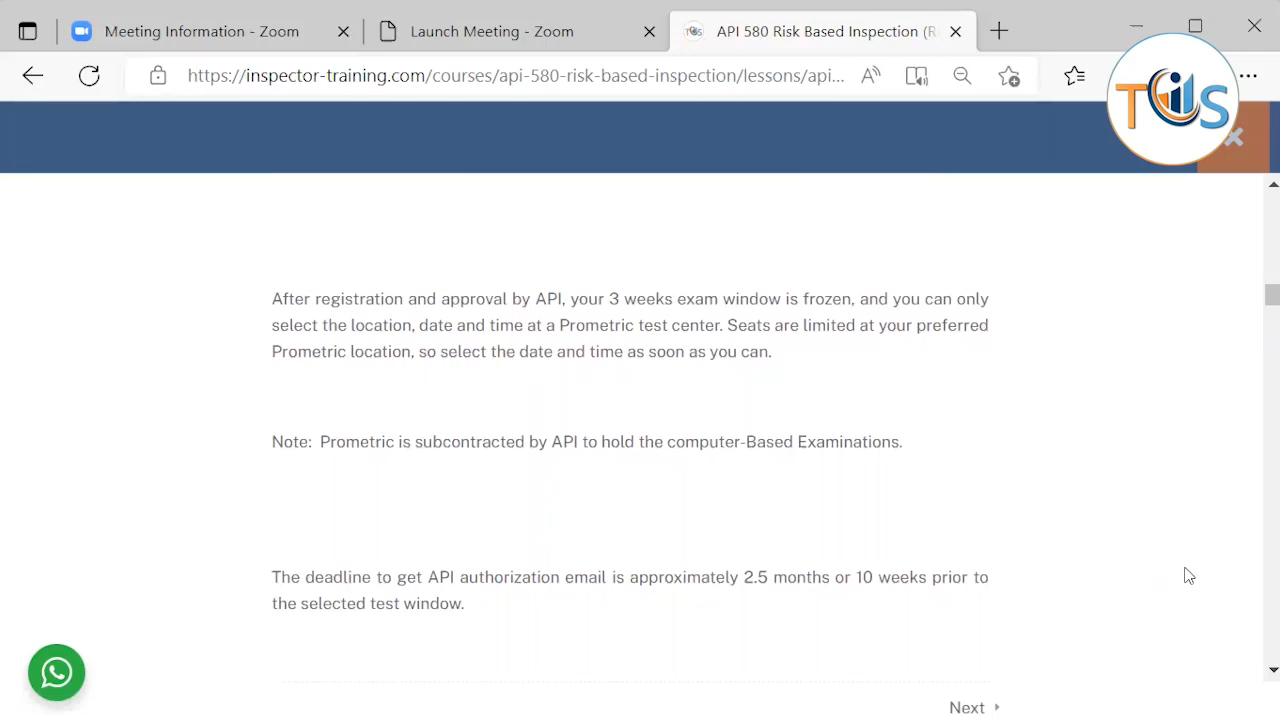 Meeting Information - Zoom
Launch Meeting - Zoom
API 580 Risk Based Inspection (R
https://inspector-training.com/courses/api-580-risk-based-inspection/lessons/api...
TIS
After registration and approval by API, your 3 weeks exam window is frozen, and you can only
select the location, date and time at a Prometric test center. Seats are limited at your preferred
Prometric location, so select the date and time as soon as you can.
Note: Prometric is subcontracted by API to hold the computer-Based Examinations.
The deadline to get API authorization email is approximately 2.5 months or 10 weeks prior to
the selected test window.
Next